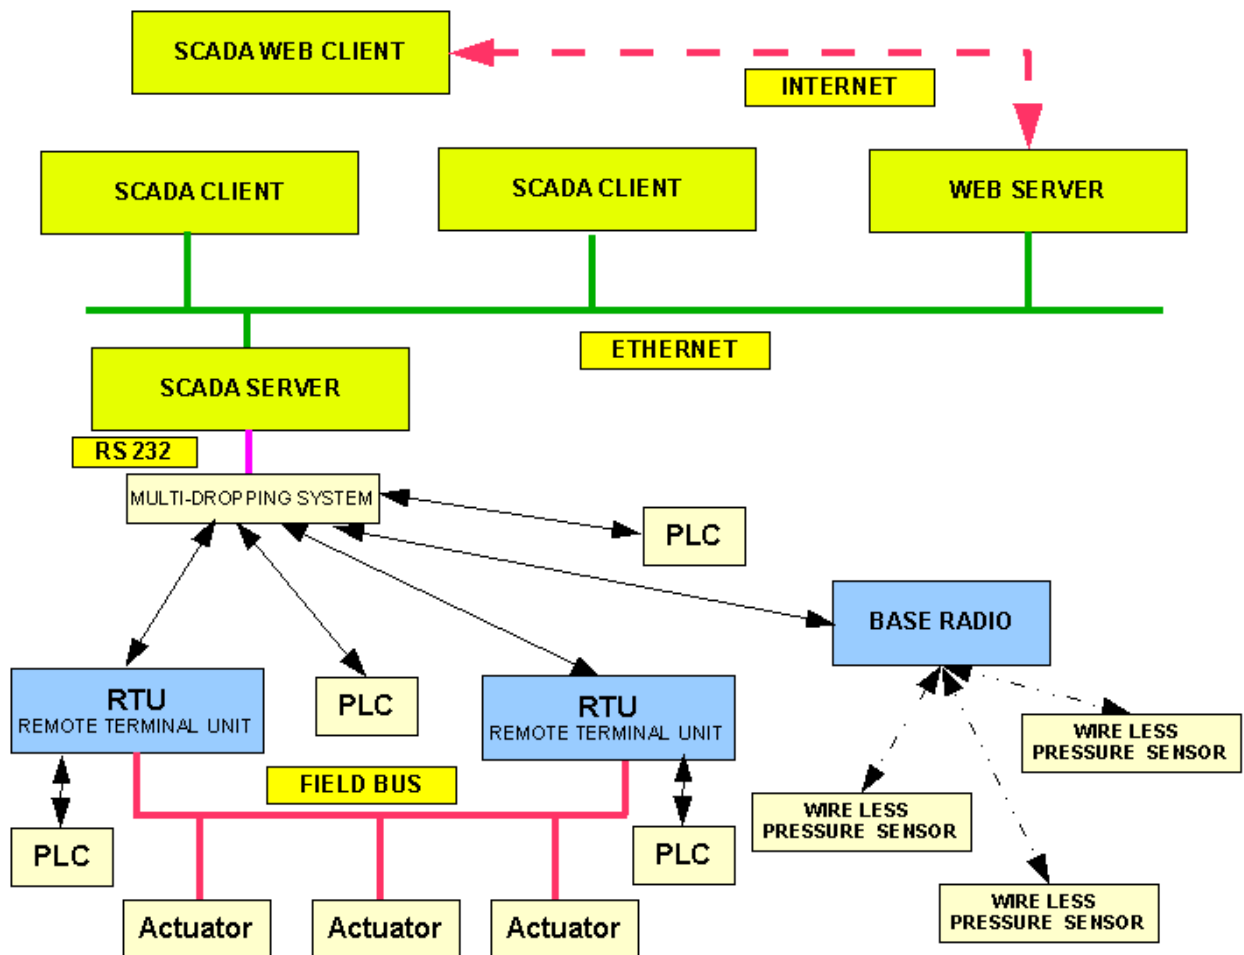 SCADA WEB CLIENT
INTERNET
SCADA CLIENT
SCADA CLIENT
WEB SERVER
ETHERNET
SCADA SERVER
RS 232
MULTI-DROPPING SYSTEM
PLC
BASE RADIO
RTU
REMOTE TERMINAL UNIT
PLC
RTU
REMOTE TERMINAL UNIT
WIRE LESS
PRESSURE SENSOR
FIELD BUS
WIRE LESS
PRESSURE SENSOR
PLC
PLC
WIRE LESS
PRESSURE SENSOR
Actuator
Actuator
Actuator